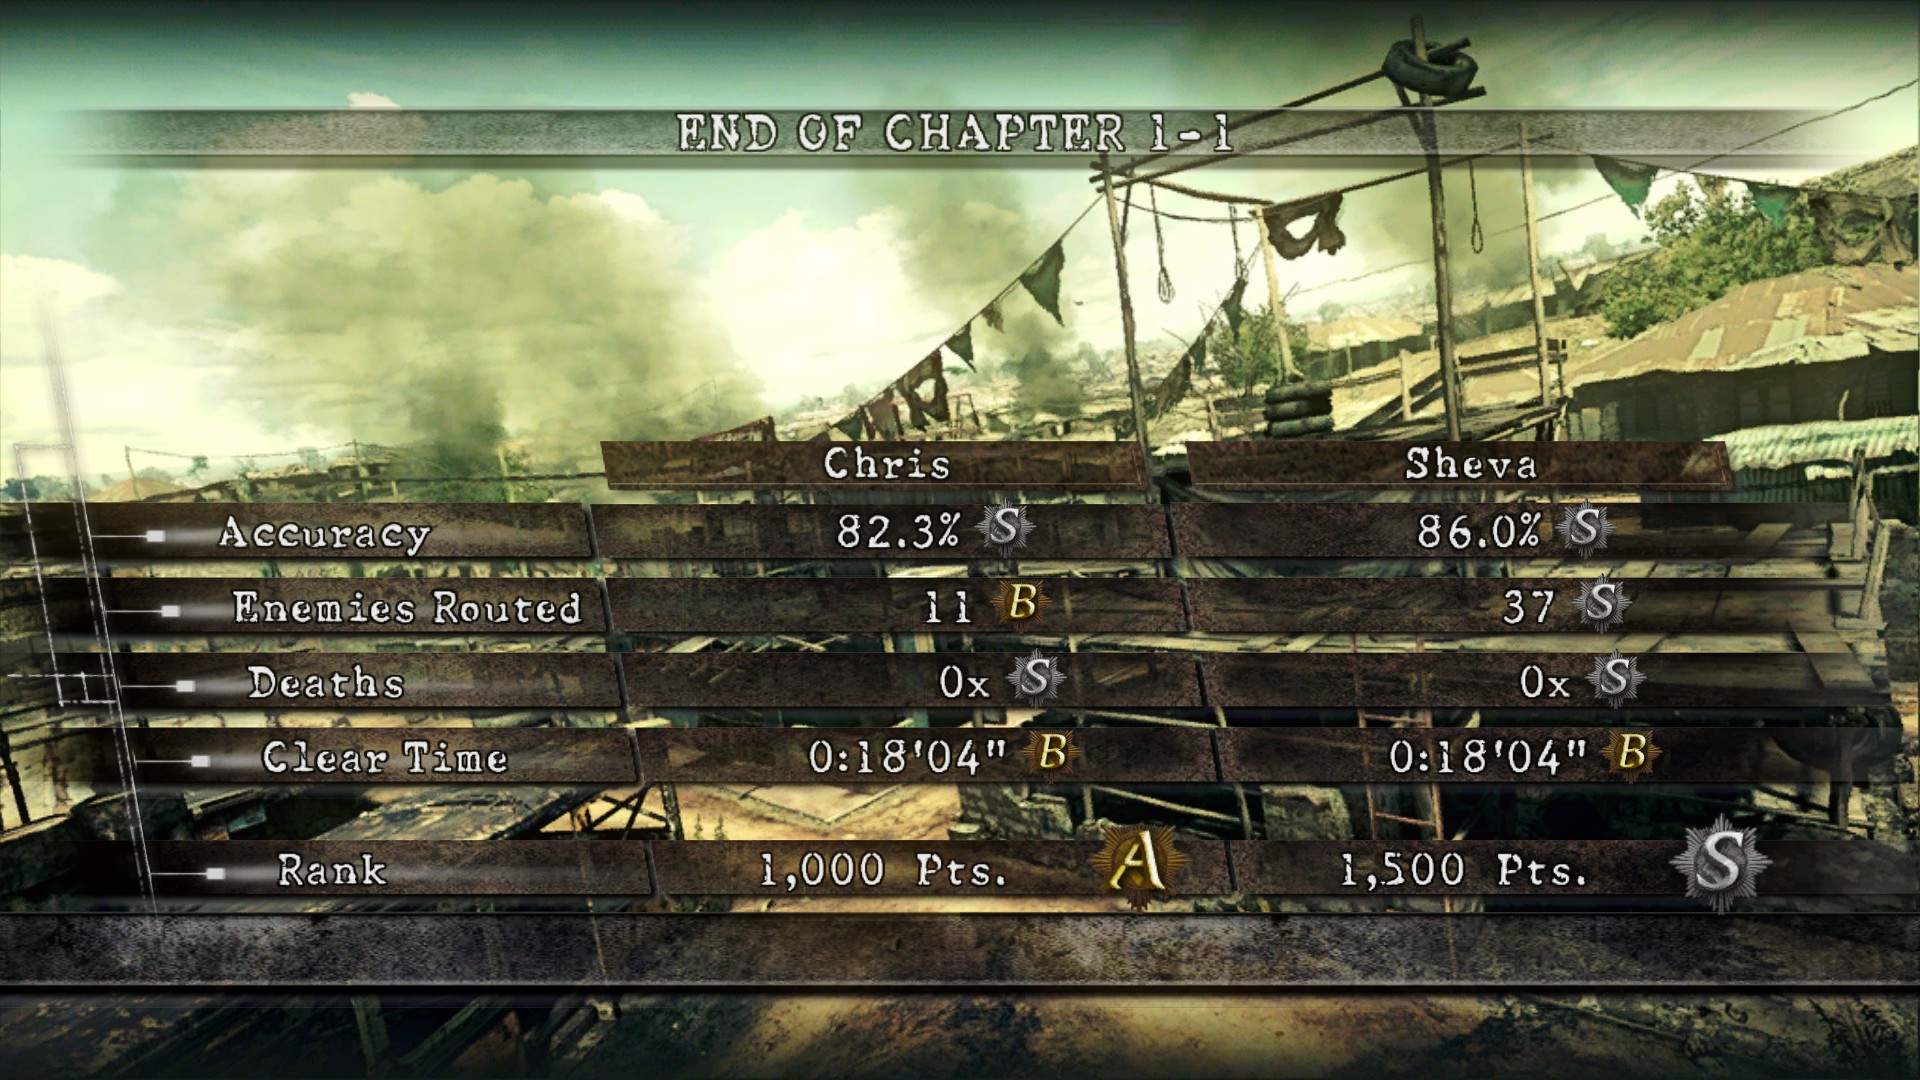 END OF CHAPTER 1-1
Chris Sheva
Accuracy 82.3% S 86.0% S
Enemies Routed 11 B 37 S
Deaths 0x S 0x S
Clear Time 0:18'04" B 0:18'04" B
Rank 1,000 Pts. A 1,500 Pts. S